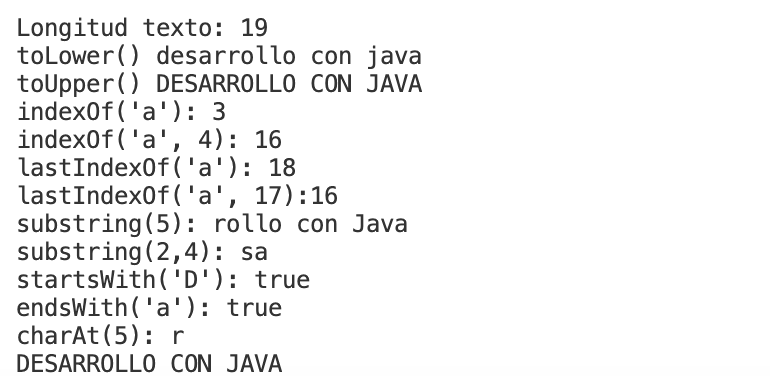 Longitud texto: 19
toLower() desarrollo con java
toUpper() DESARROLLO CON JAVA
indexOf('a'): 3
indexOf('a', 4): 16
lastIndexOf('a'): 18
lastIndexOf('a', 17):16
substring(5): rollo con Java
substring(2,4): sa
startsWith('D'): true
endsWith('a'): true
charAt(5): r
DESARROLLO CON JAVA